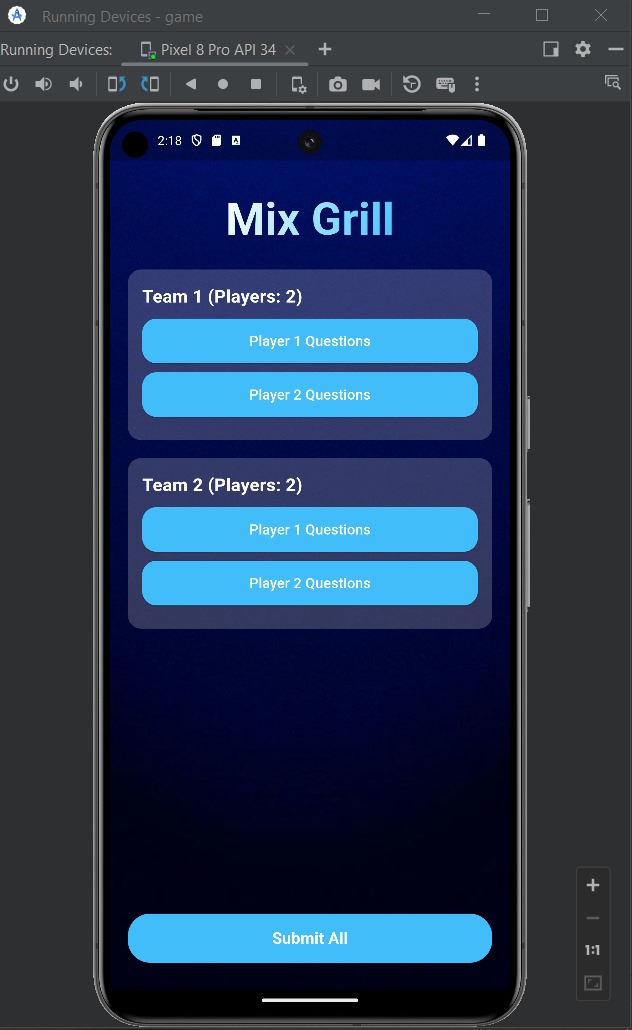 Running Devices - game
Running Devices:
Pixel 8 Pro API 34
2:18
Mix Grill
Team 1 (Players: 2)
Player 1 Questions
Player 2 Questions
Team 2 (Players: 2)
Player 1 Questions
Player 2 Questions
Submit All
1:1